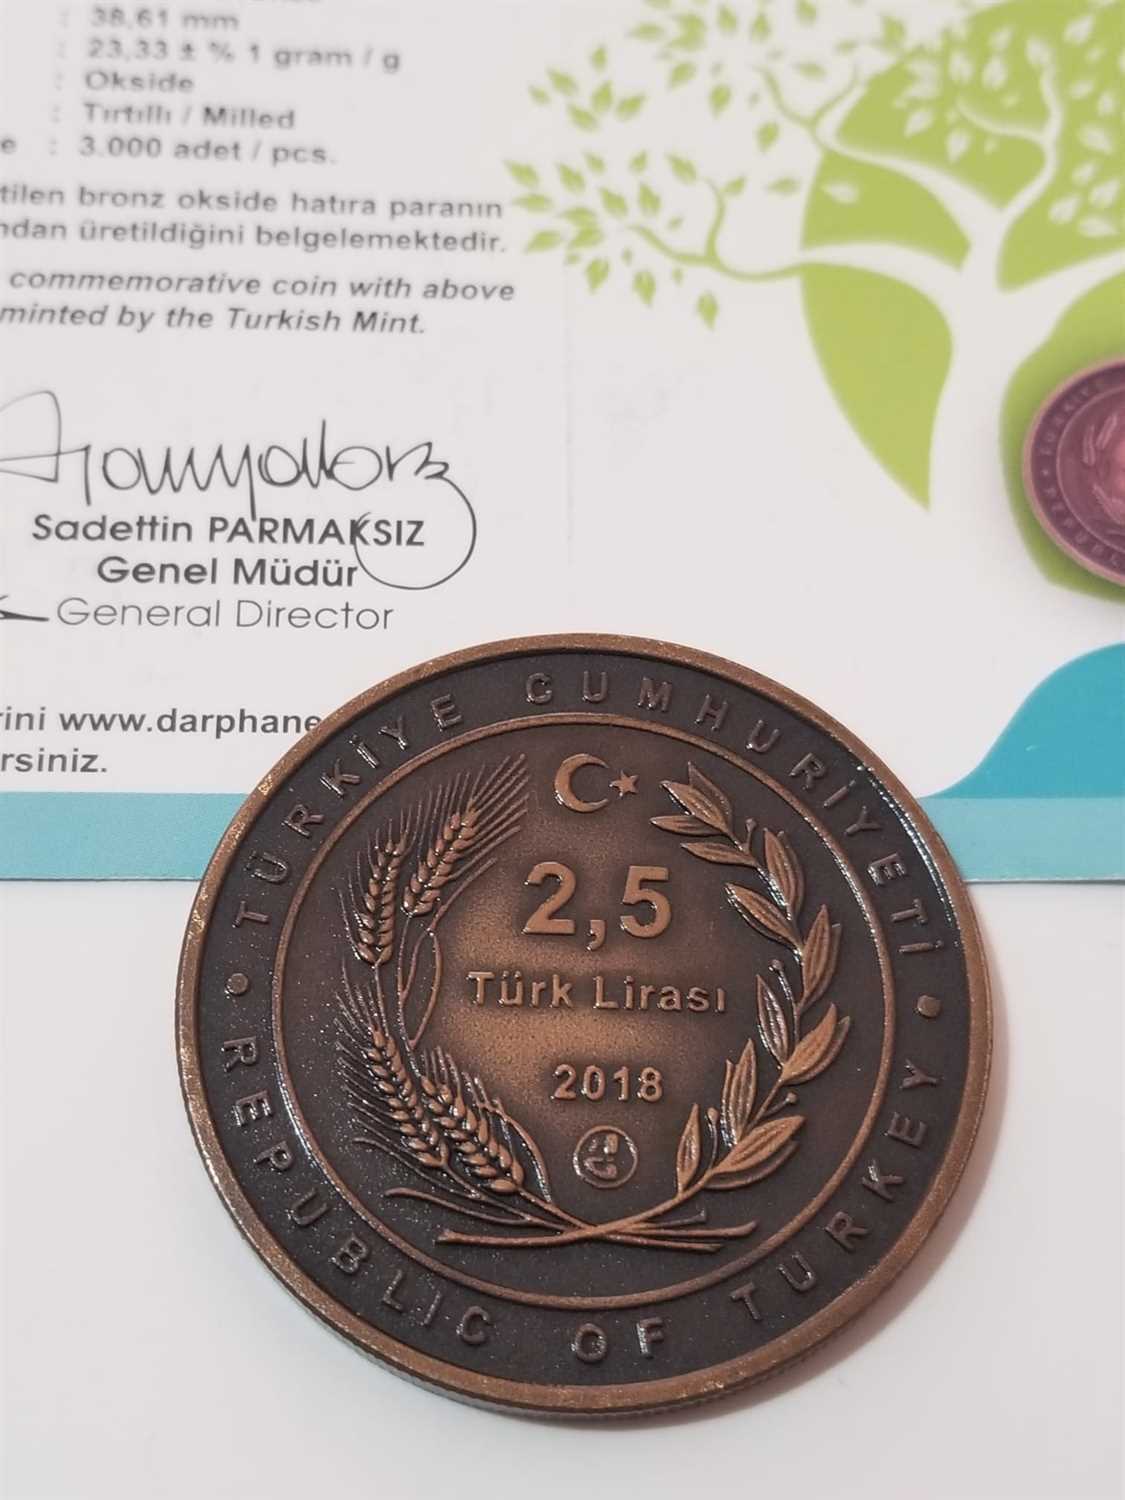 : 38,61 mm
: 23,33 ± % 1 gram / g
: Okside
: Tırtıllı / Milled
e : 3.000 adet / pcs.
tilen bronz okside hatıra paranın
ndan üretildiğini belgelemektedir.
commemorative coin with above
minted by the Turkish Mint.
Sadettin PARMAKSIZ
Genel Müdür
General Director
rini www.darphane
rsiniz.
TÜRKİYE CUMHURİYETİ
2,5
Türk Lirası
2018
• REPUBLIC OF TURKEY •